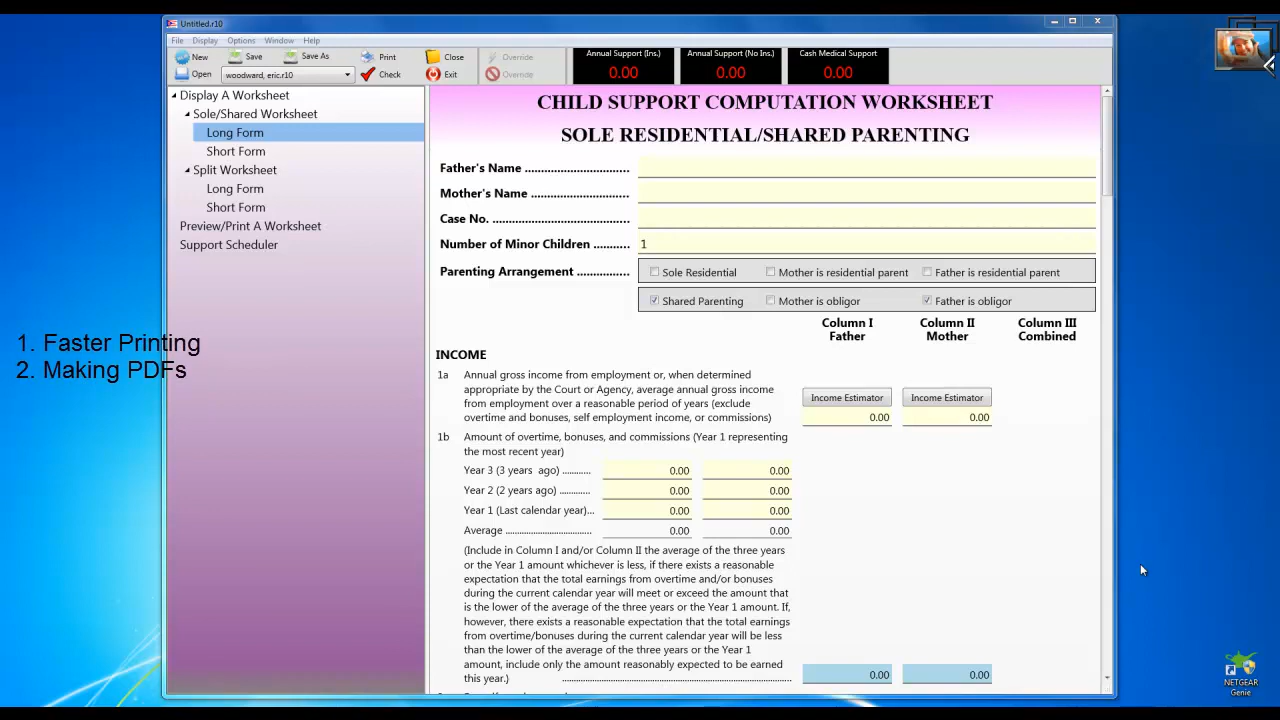 Untitled.r10
File Display Options Window Help
New Save Save As Print Close Override
Open woodward, eric.r10 Check Exit Override
Annual Support (Ins.) Annual Support (No Ins.) Cash Medical Support
0.00 0.00 0.00
Display A Worksheet
Sole/Shared Worksheet
Long Form
Short Form
Split Worksheet
Long Form
Short Form
Preview/Print A Worksheet
Support Scheduler
1. Faster Printing
2. Making PDFs
CHILD SUPPORT COMPUTATION WORKSHEET
SOLE RESIDENTIAL/SHARED PARENTING
Father's Name ...............................
Mother's Name .............................
Case No. .........................................
Number of Minor Children ........... 1
Parenting Arrangement ................ Sole Residential Mother is residential parent Father is residential parent
Shared Parenting Mother is obligor Father is obligor
Column I Column II Column III
Father Mother Combined
INCOME
1a Annual gross income from employment or, when determined
appropriate by the Court or Agency, average annual gross income
from employment over a reasonable period of years (exclude
overtime and bonuses, self employment income, or commissions)
Income Estimator Income Estimator
0.00 0.00
1b Amount of overtime, bonuses, and commissions (Year 1 representing
the most recent year)
Year 3 (3 years ago) ........... 0.00 0.00
Year 2 (2 years ago) ............ 0.00 0.00
Year 1 (Last calendar year)... 0.00 0.00
Average ................................. 0.00 0.00
(Include in Column I and/or Column II the average of the three years
or the Year 1 amount whichever is less, if there exists a reasonable
expectation that the total earnings from overtime and/or bonuses
during the current calendar year will meet or exceed the amount that
is the lower of the average of the three years or the Year 1 amount. If,
however, there exists a reasonable expectation that the total earnings
from overtime/bonuses during the current calendar year will be less
than the lower of the average of the three years or the Year 1
amount, include only the amount reasonably expected to be earned
this year.) ............................................................................. 0.00 0.00
NETGEAR
Genie